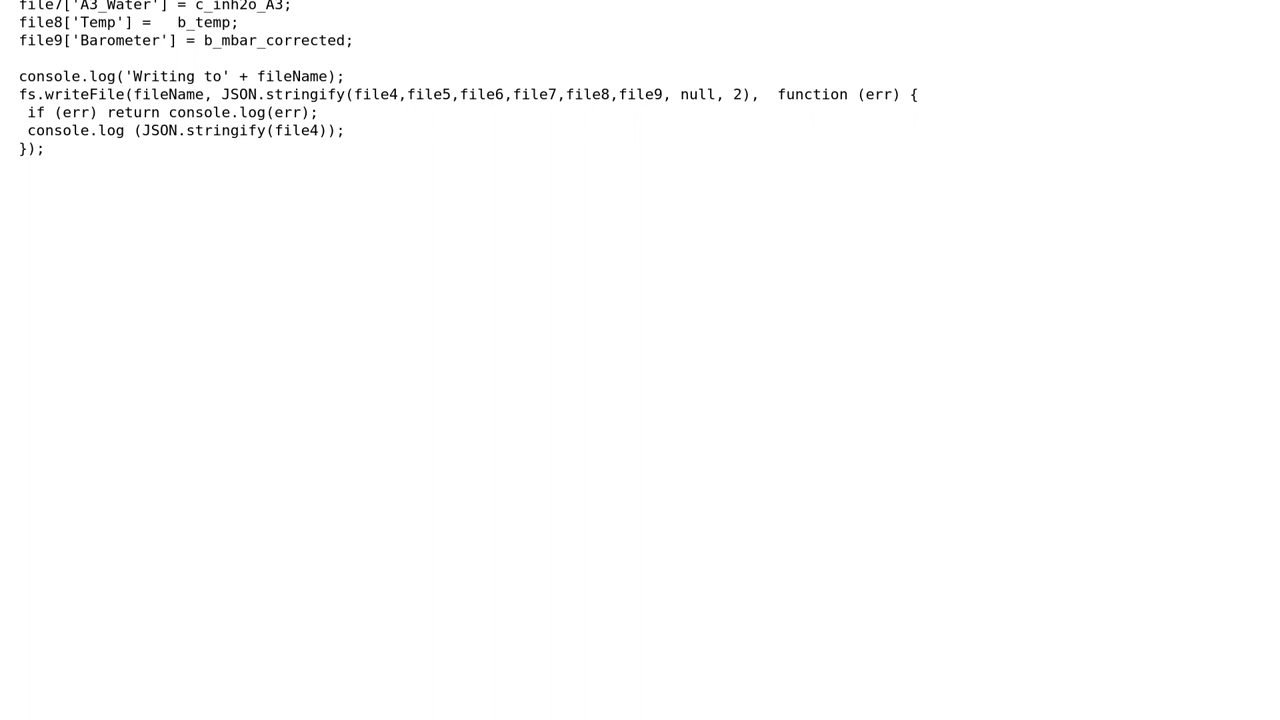 file7['A3_Water'] = c_inh2o_A3;
file8['Temp'] =   b_temp;
file9['Barometer'] = b_mbar_corrected;

console.log('Writing to' + fileName);
fs.writeFile(fileName, JSON.stringify(file4,file5,file6,file7,file8,file9, null, 2),  function (err) {
 if (err) return console.log(err);
 console.log (JSON.stringify(file4));
});